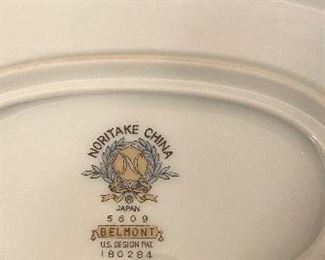 NORITAKE CHINA
N
®
JAPAN
5609
BELMONT
U.S. DESIGN PAT.
180284